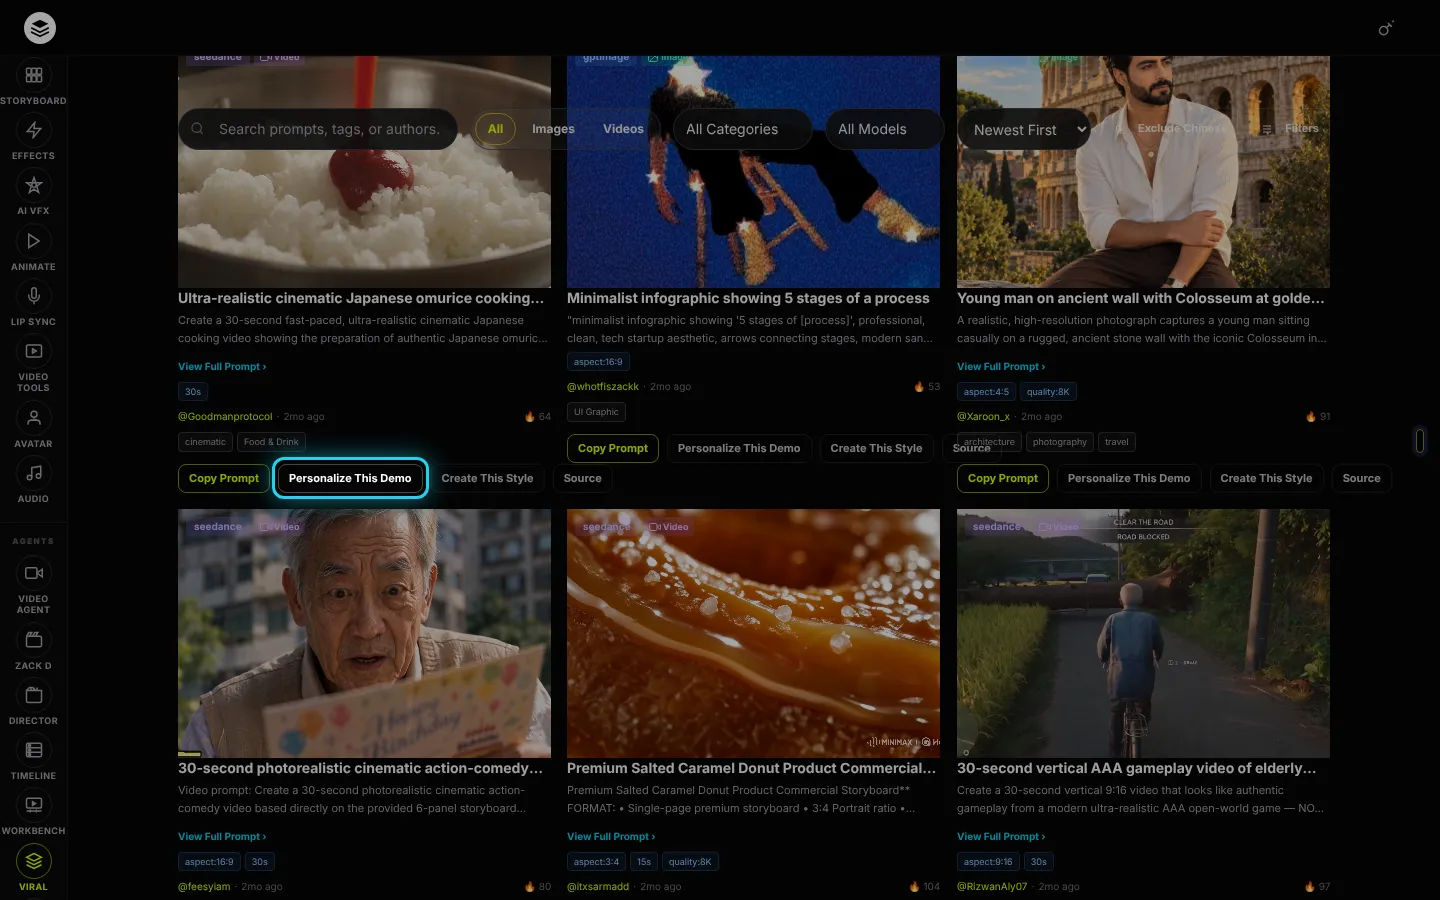 STORYBOARD
EFFECTS
AI VFX
ANIMATE
LIP SYNC
VIDEO
TOOLS
AVATAR
AUDIO
AGENTS
VIDEO
AGENT
ZACK D
DIRECTOR
TIMELINE
WORKBENCH
VIRAL
seedance Video
gptimage Image
Image
Search prompts, tags, or authors.
All Images Videos
All Categories
All Models
Newest First
Exclude Chinese
Filters
Ultra-realistic cinematic Japanese omurice cooking...
Create a 30-second fast-paced, ultra-realistic cinematic Japanese
cooking video showing the preparation of authentic Japanese omuric...
View Full Prompt ›
30s
@Goodmanprotocol · 2mo ago 🔥 64
cinematic Food & Drink
Copy Prompt Personalize This Demo Create This Style Source
Minimalist infographic showing 5 stages of a process
"minimalist infographic showing '5 stages of [process]', professional,
clean, tech startup aesthetic, arrows connecting stages, modern san...
aspect:16:9
@whotfiszackk · 2mo ago 🔥 53
UI Graphic
Copy Prompt Personalize This Demo Create This Style Source
Young man on ancient wall with Colosseum at golde...
A realistic, high-resolution photograph captures a young man sitting
casually on a rugged, ancient stone wall with the iconic Colosseum in...
View Full Prompt ›
aspect:4:5 quality:8K
@Xaroon_x · 2mo ago 🔥 91
architecture photography travel
Copy Prompt Personalize This Demo Create This Style Source
seedance Video
Happy
Birthday
30-second photorealistic cinematic action-comedy...
Video prompt: Create a 30-second photorealistic cinematic action-
comedy video based directly on the provided 6-panel storyboard...
View Full Prompt ›
aspect:16:9 30s
@feesyiam · 2mo ago 🔥 80
seedance Video
MINIMAX
Premium Salted Caramel Donut Product Commercial...
Premium Salted Caramel Donut Product Commercial Storyboard**
FORMAT: • Single-page premium storyboard • 3:4 Portrait ratio •...
View Full Prompt ›
aspect:3:4 15s quality:8K
@itxsarmadd · 2mo ago 🔥 104
seedance Video
CLEAR THE ROAD
ROAD BLOCKED
30-second vertical AAA gameplay video of elderly...
Create a 30-second vertical 9:16 video that looks like authentic
gameplay from a modern ultra-realistic AAA open-world game — NO...
View Full Prompt ›
aspect:9:16 30s
@RizwanAly07 · 2mo ago 🔥 97